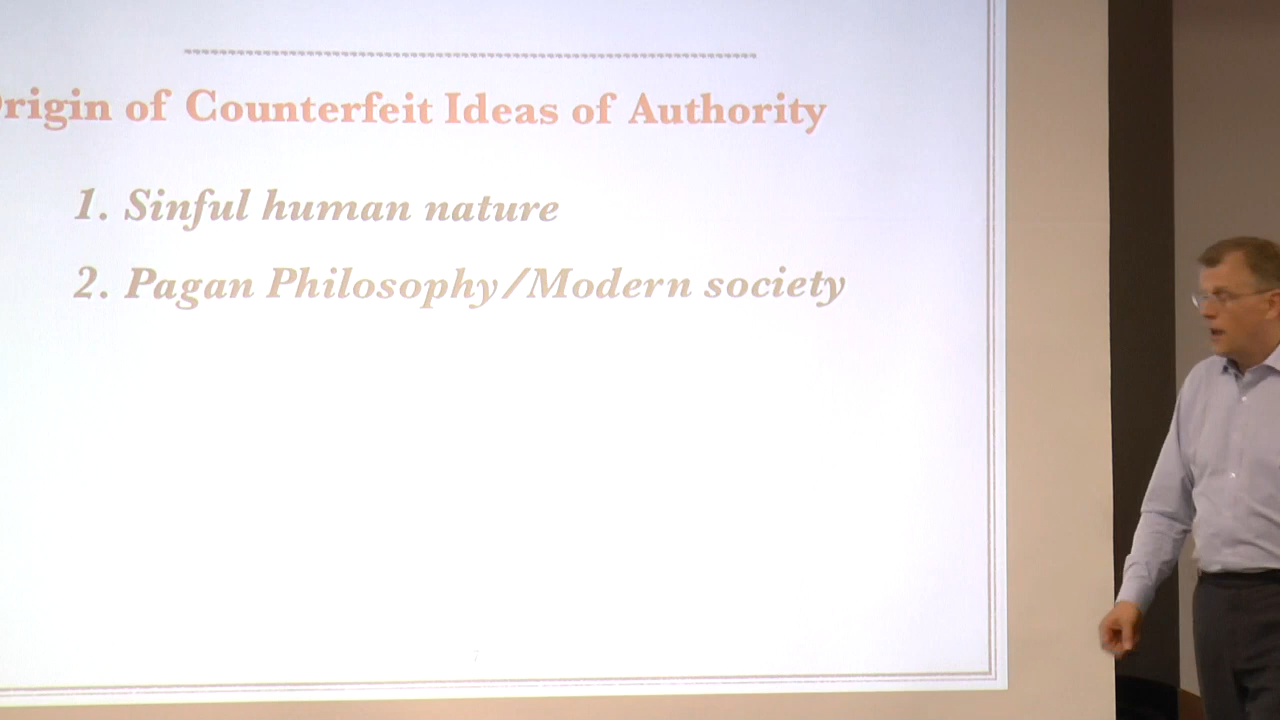 rigin of Counterfeit Ideas of Authority
1. Sinful human nature
2. Pagan Philosophy/Modern society